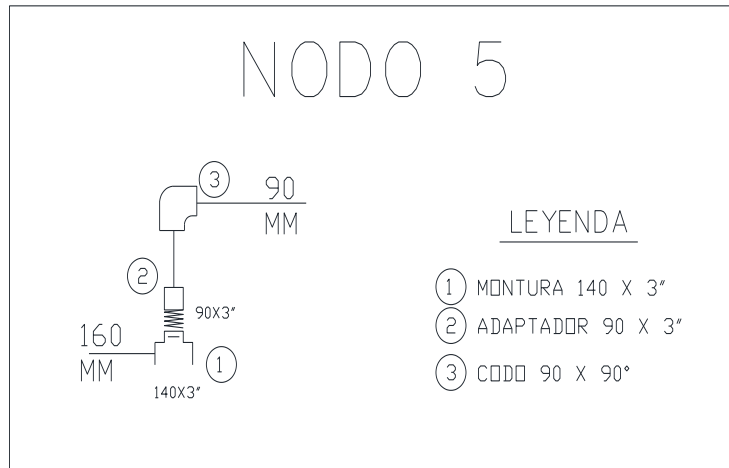 NODO 5
3
90
MM
2
90X3"
160
MM
1
140X3"
LEYENDA
1 MONTURA 140 X 3"
2 ADAPTADOR 90 X 3"
3 CODO 90 X 90°